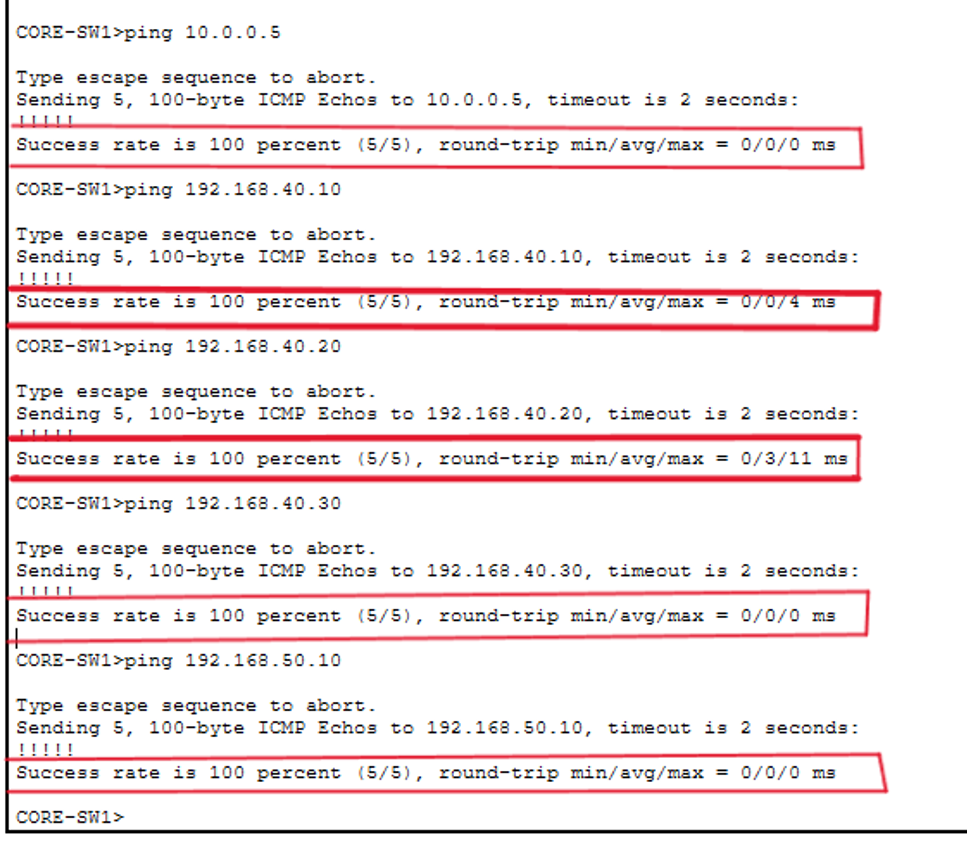 CORE-SW1>ping 10.0.0.5
Type escape sequence to abort.
Sending 5, 100-byte ICMP Echos to 10.0.0.5, timeout is 2 seconds:
!!!!!
Success rate is 100 percent (5/5), round-trip min/avg/max = 0/0/0 ms
CORE-SW1>ping 192.168.40.10
Type escape sequence to abort.
Sending 5, 100-byte ICMP Echos to 192.168.40.10, timeout is 2 seconds:
!!!!!
Success rate is 100 percent (5/5), round-trip min/avg/max = 0/0/4 ms
CORE-SW1>ping 192.168.40.20
Type escape sequence to abort.
Sending 5, 100-byte ICMP Echos to 192.168.40.20, timeout is 2 seconds:
!!!!!
Success rate is 100 percent (5/5), round-trip min/avg/max = 0/3/11 ms
CORE-SW1>ping 192.168.40.30
Type escape sequence to abort.
Sending 5, 100-byte ICMP Echos to 192.168.40.30, timeout is 2 seconds:
!!!!!
Success rate is 100 percent (5/5), round-trip min/avg/max = 0/0/0 ms
CORE-SW1>ping 192.168.50.10
Type escape sequence to abort.
Sending 5, 100-byte ICMP Echos to 192.168.50.10, timeout is 2 seconds:
!!!!!
Success rate is 100 percent (5/5), round-trip min/avg/max = 0/0/0 ms
CORE-SW1>